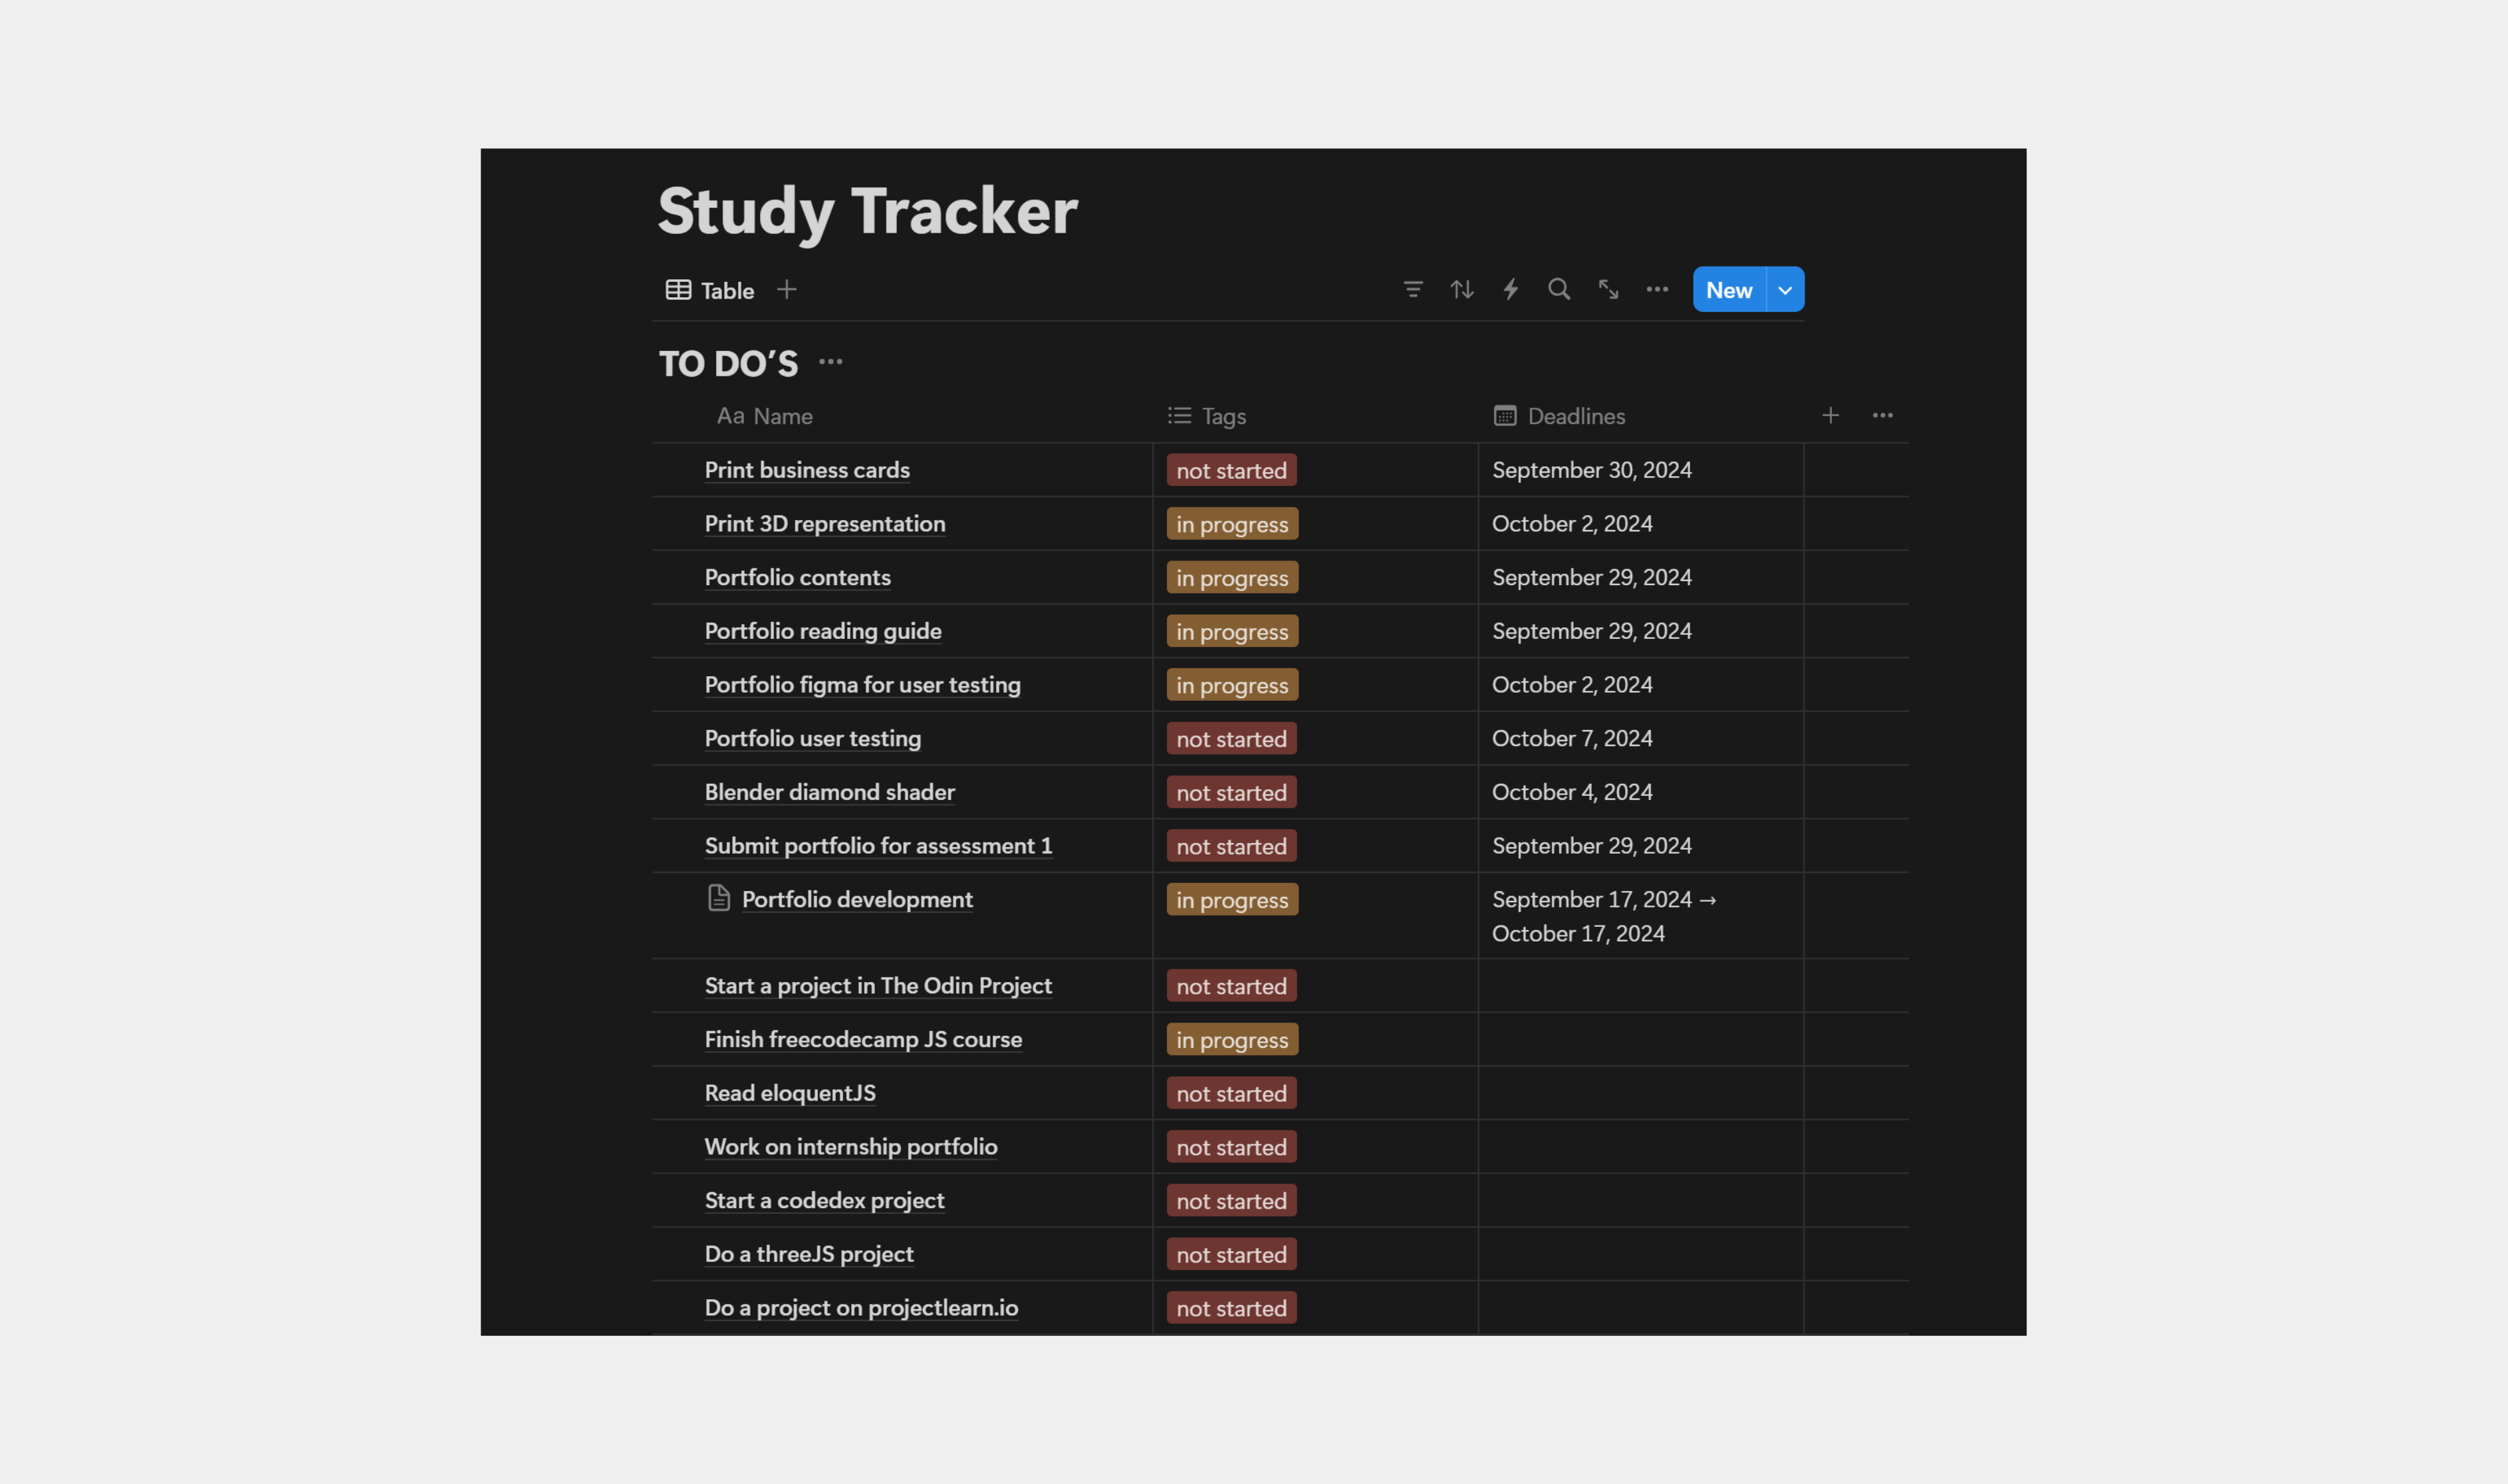 Study Tracker
Table
New
TO DO’S
Aa Name Tags Deadlines
Print business cards not started September 30, 2024
Print 3D representation in progress October 2, 2024
Portfolio contents in progress September 29, 2024
Portfolio reading guide in progress September 29, 2024
Portfolio figma for user testing in progress October 2, 2024
Portfolio user testing not started October 7, 2024
Blender diamond shader not started October 4, 2024
Submit portfolio for assessment 1 not started September 29, 2024
Portfolio development in progress September 17, 2024 →
October 17, 2024
Start a project in The Odin Project not started
Finish freecodecamp JS course in progress
Read eloquentJS not started
Work on internship portfolio not started
Start a codedex project not started
Do a threeJS project not started
Do a project on projectlearn.io not started